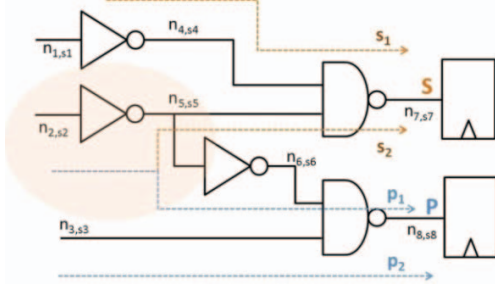 n4,s4
s1
n1,s1
S
n5,s5
n7,s7
n2,s2
s2
n6,s6
p1
P
n3,s3
n8,s8
p2